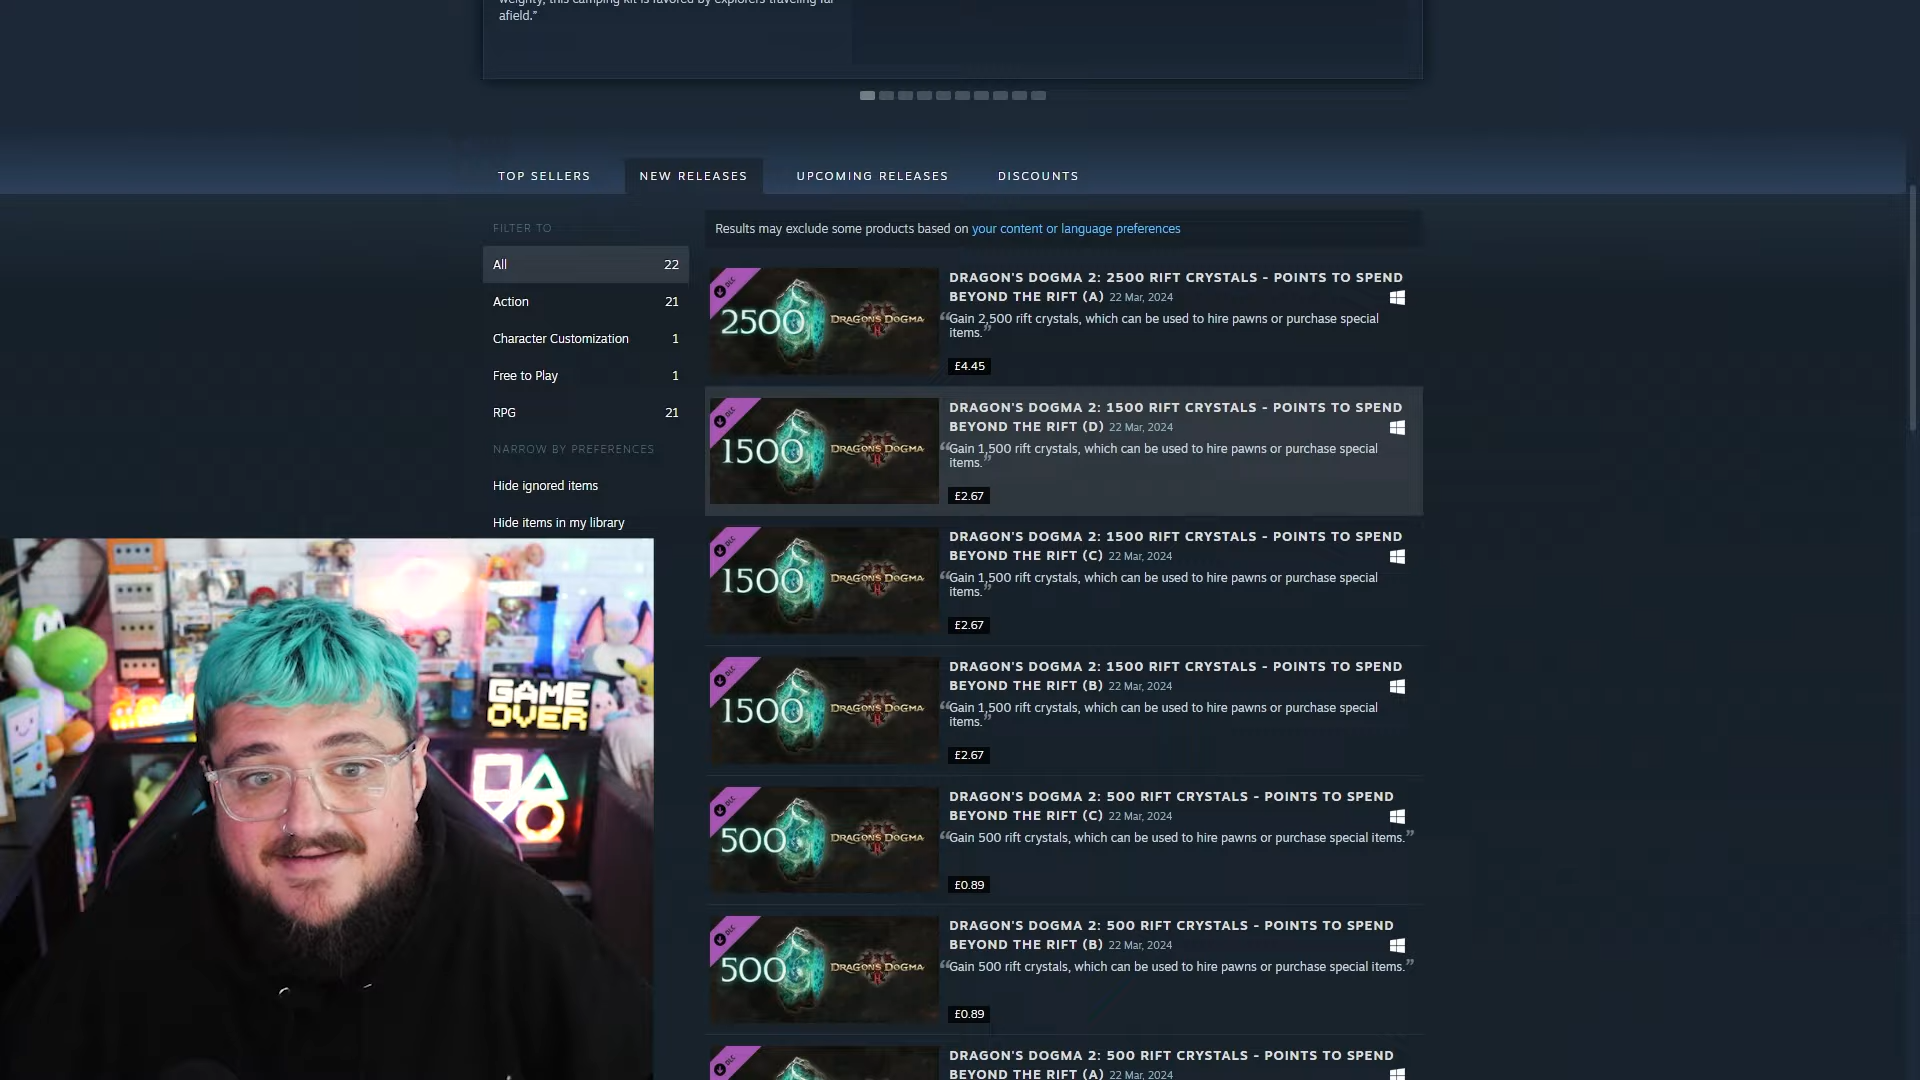 afield.”
TOP SELLERS
NEW RELEASES
UPCOMING RELEASES
DISCOUNTS
FILTER TO
All 22
Action 21
Character Customization 1
Free to Play 1
RPG 21
NARROW BY PREFERENCES
Hide ignored items
Hide items in my library
Results may exclude some products based on your content or language preferences
DLC
2500
DRAGON'S DOGMA
II
DRAGON'S DOGMA 2: 2500 RIFT CRYSTALS - POINTS TO SPEND
BEYOND THE RIFT (A) 22 Mar, 2024
“Gain 2,500 rift crystals, which can be used to hire pawns or purchase special
items.”
£4.45
DLC
1500
DRAGON'S DOGMA
II
DRAGON'S DOGMA 2: 1500 RIFT CRYSTALS - POINTS TO SPEND
BEYOND THE RIFT (D) 22 Mar, 2024
“Gain 1,500 rift crystals, which can be used to hire pawns or purchase special
items.”
£2.67
DLC
1500
DRAGON'S DOGMA
II
DRAGON'S DOGMA 2: 1500 RIFT CRYSTALS - POINTS TO SPEND
BEYOND THE RIFT (C) 22 Mar, 2024
“Gain 1,500 rift crystals, which can be used to hire pawns or purchase special
items.”
£2.67
DLC
1500
DRAGON'S DOGMA
II
DRAGON'S DOGMA 2: 1500 RIFT CRYSTALS - POINTS TO SPEND
BEYOND THE RIFT (B) 22 Mar, 2024
“Gain 1,500 rift crystals, which can be used to hire pawns or purchase special
items.”
£2.67
DLC
500
DRAGON'S DOGMA
II
DRAGON'S DOGMA 2: 500 RIFT CRYSTALS - POINTS TO SPEND
BEYOND THE RIFT (C) 22 Mar, 2024
“Gain 500 rift crystals, which can be used to hire pawns or purchase special items.”
£0.89
DLC
500
DRAGON'S DOGMA
II
DRAGON'S DOGMA 2: 500 RIFT CRYSTALS - POINTS TO SPEND
BEYOND THE RIFT (B) 22 Mar, 2024
“Gain 500 rift crystals, which can be used to hire pawns or purchase special items.”
£0.89
DLC
DRAGON'S DOGMA 2: 500 RIFT CRYSTALS - POINTS TO SPEND
BEYOND THE RIFT (A) 22 Mar, 2024
GAME
OVER